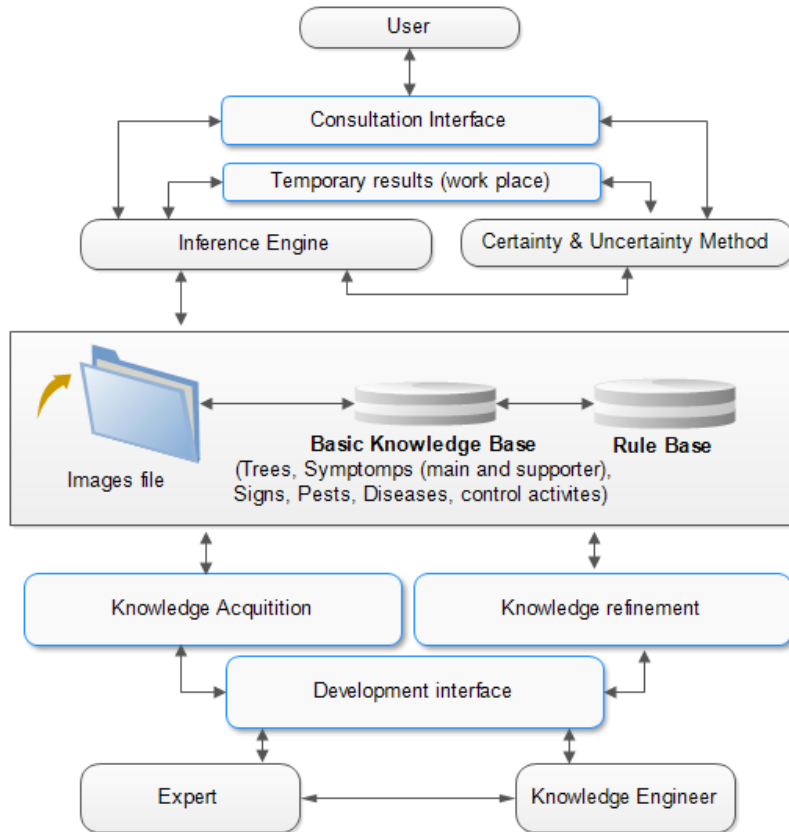 User
Consultation Interface
Temporary results (work place)
Inference Engine
Certainty & Uncertainty Method
Images file
Basic Knowledge Base
(Trees, Symptomps (main and supporter),
Signs, Pests, Diseases, control activites)
Rule Base
Knowledge Acquitition
Knowledge refinement
Development interface
Expert
Knowledge Engineer